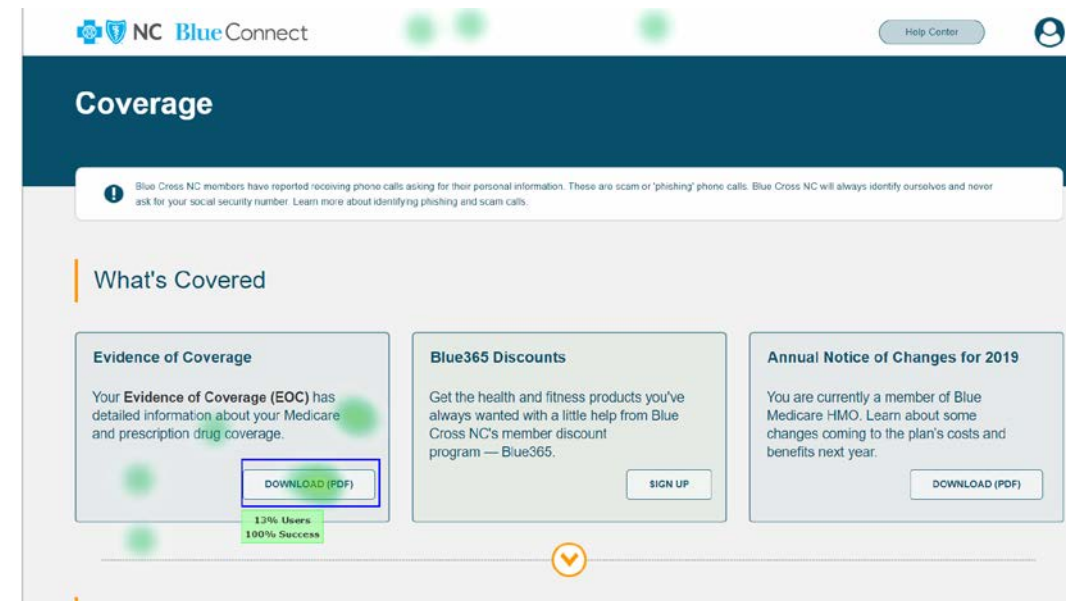 NC Blue Connect
Help Center
Coverage
Blue Cross NC members have reported receiving phone calls asking for their personal information. These are scam or 'phishing' phone calls. Blue Cross NC will always identify ourselves and never
ask for your social security number. Learn more about identifying phishing and scam calls.
What's Covered
Evidence of Coverage
Your Evidence of Coverage (EOC) has
detailed information about your Medicare
and prescription drug coverage.
DOWNLOAD (PDF)
13% Users
100% Success
Blue365 Discounts
Get the health and fitness products you've
always wanted with a little help from Blue
Cross NC's member discount
program — Blue365.
SIGN UP
Annual Notice of Changes for 2019
You are currently a member of Blue
Medicare HMO. Learn about some
changes coming to the plan's costs and
benefits next year.
DOWNLOAD (PDF)